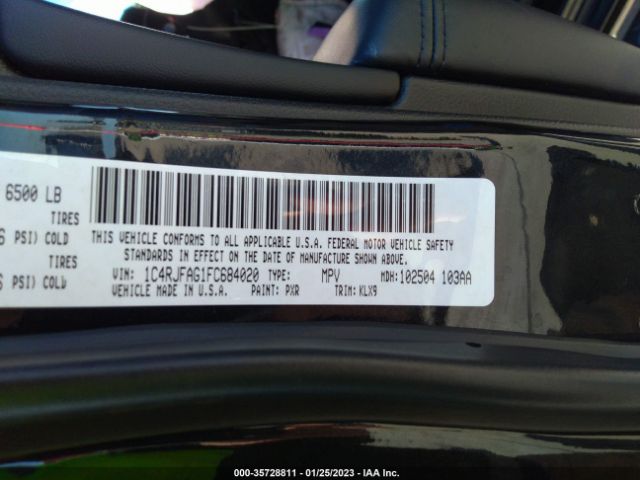 6500 LB
TIRES
PSI) COLD
TIRES
PSI) COLD
THIS VEHICLE CONFORMS TO ALL APPLICABLE U.S.A. FEDERAL MOTOR VEHICLE SAFETY
STANDARDS IN EFFECT ON THE DATE OF MANUFACTURE SHOWN ABOVE.
VIN: 1C4RJFAG1FC684020 TYPE: MPV MDH: 102504 103AA
VEHICLE MADE IN U.S.A. PAINT: PXR TRIM: KLX9
© 000-35728811 - 01/25/2023 - IAA Inc.